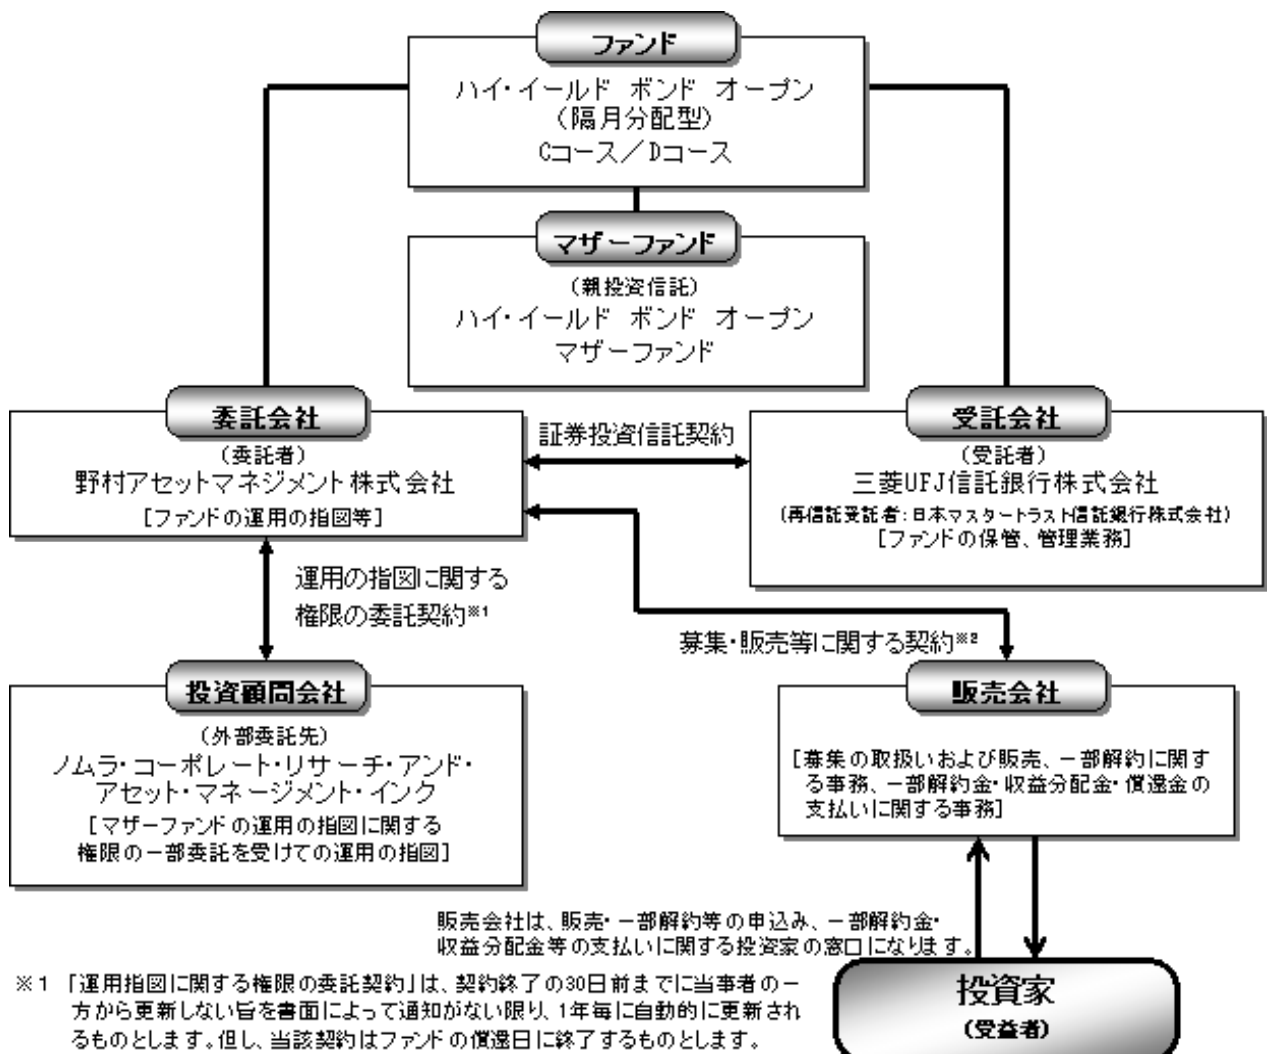 ファンド
ハイ・イールド ボンド オープン
（隔月分配型）
Cコース／Dコース
マザーファンド
（親投資信託）
ハイ・イールド ボンド オープン
マザーファンド
委託会社
（委託者）
野村アセットマネジメント株式会社
［ファンドの運用の指図等］
証券投資信託契約
受託会社
（受託者）
三菱UFJ信託銀行株式会社
（再信託受託者：日本マスタートラスト信託銀行株式会社）
［ファンドの保管、管理業務］
運用の指図に関する
権限の委託契約※1
募集・販売等に関する契約※2
投資顧問会社
（外部委託先）
ノムラ・コーポレート・リサーチ・アンド・
アセット・マネージメント・インク
［マザーファンドの運用の指図に関する
権限の一部委託を受けての運用の指図］
販売会社
［募集の取扱いおよび販売、一部解約に関す
る事務、一部解約金・収益分配金・償還金の
支払いに関する事務］
販売会社は、販売・一部解約等の申込み、一部解約金・
収益分配金等の支払いに関する投資家の窓口になります。
投資家
（受益者）
※1 「運用指図に関する権限の委託契約」は、契約終了の30日前までに当事者の一
方から更新しない旨を書面によって通知がない限り、1年毎に自動的に更新され
るものとします。但し、当該契約はファンドの償還日に終了するものとします。